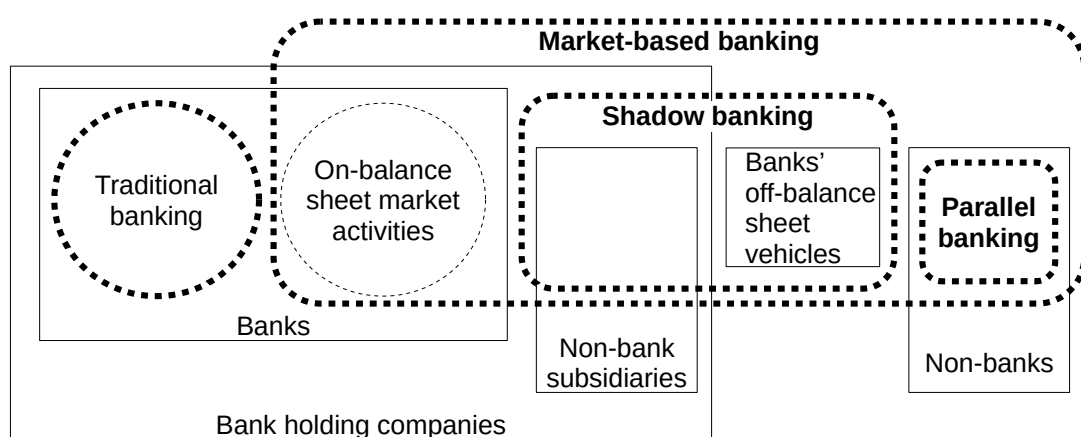 Market-based banking
Shadow banking
Traditional
banking
On-balance
sheet market
activities
Banks’
off-balance
sheet
vehicles
Parallel
banking
Banks
Non-bank
subsidiaries
Non-banks
Bank holding companies